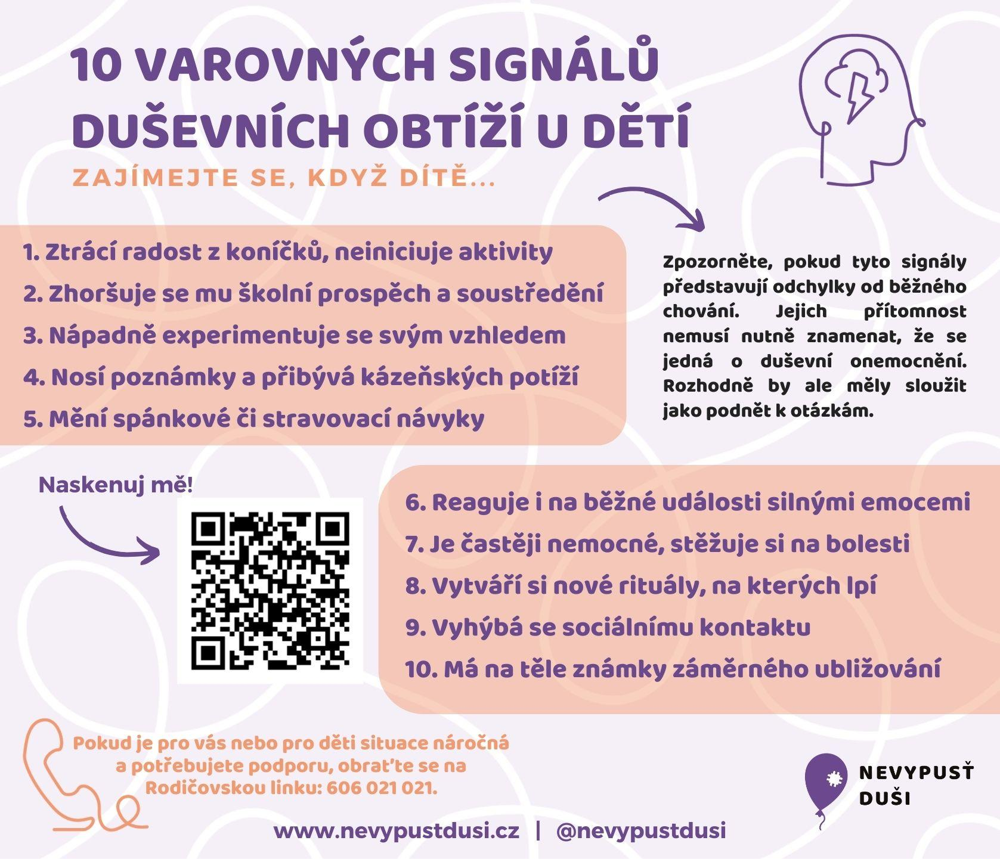 10 VAROVNÝCH SIGNÁLŮ
DUŠEVNÍCH OBTÍŽÍ U DĚTÍ
ZAJÍMEJTE SE, KDYŽ DÍTĚ...
1. Ztrácí radost z koníčků, neiniciuje aktivity
2. Zhoršuje se mu školní prospěch a soustředění
3. Nápadně experimentuje se svým vzhledem
4. Nosí poznámky a přibývá kázeňských potíží
5. Mění spánkové či stravovací návyky
Zpozorněte, pokud tyto signály
představují odchylky od běžného
chování. Jejich přítomnost
nemusí nutně znamenat, že se
jedná o duševní onemocnění.
Rozhodně by ale měly sloužit
jako podnět k otázkám.
Naskenuj mě!
6. Reaguje i na běžné události silnými emocemi
7. Je častěji nemocné, stěžuje si na bolesti
8. Vytváří si nové rituály, na kterých lpí
9. Vyhýbá se sociálnímu kontaktu
10. Má na těle známky záměrného ubližování
Pokud je pro vás nebo pro děti situace náročná
a potřebujete podporu, obraťte se na
Rodičovskou linku: 606 021 021.
NEVYPUSŤ
DUŠI
www.nevypustdusi.cz | @nevypustdusi